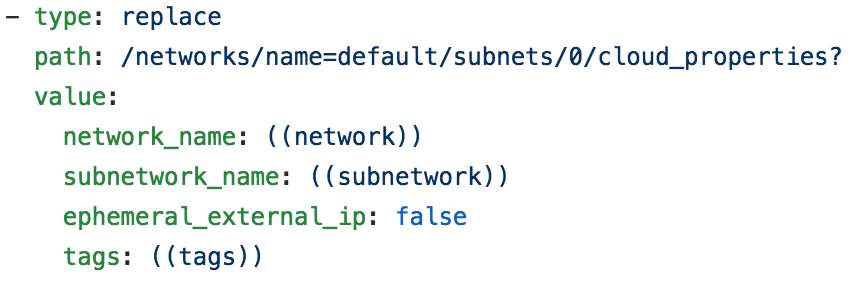 - type: replace
  path: /networks/name=default/subnets/0/cloud_properties?
  value:
    network_name: ((network))
    subnetwork_name: ((subnetwork))
    ephemeral_external_ip: false
    tags: ((tags))